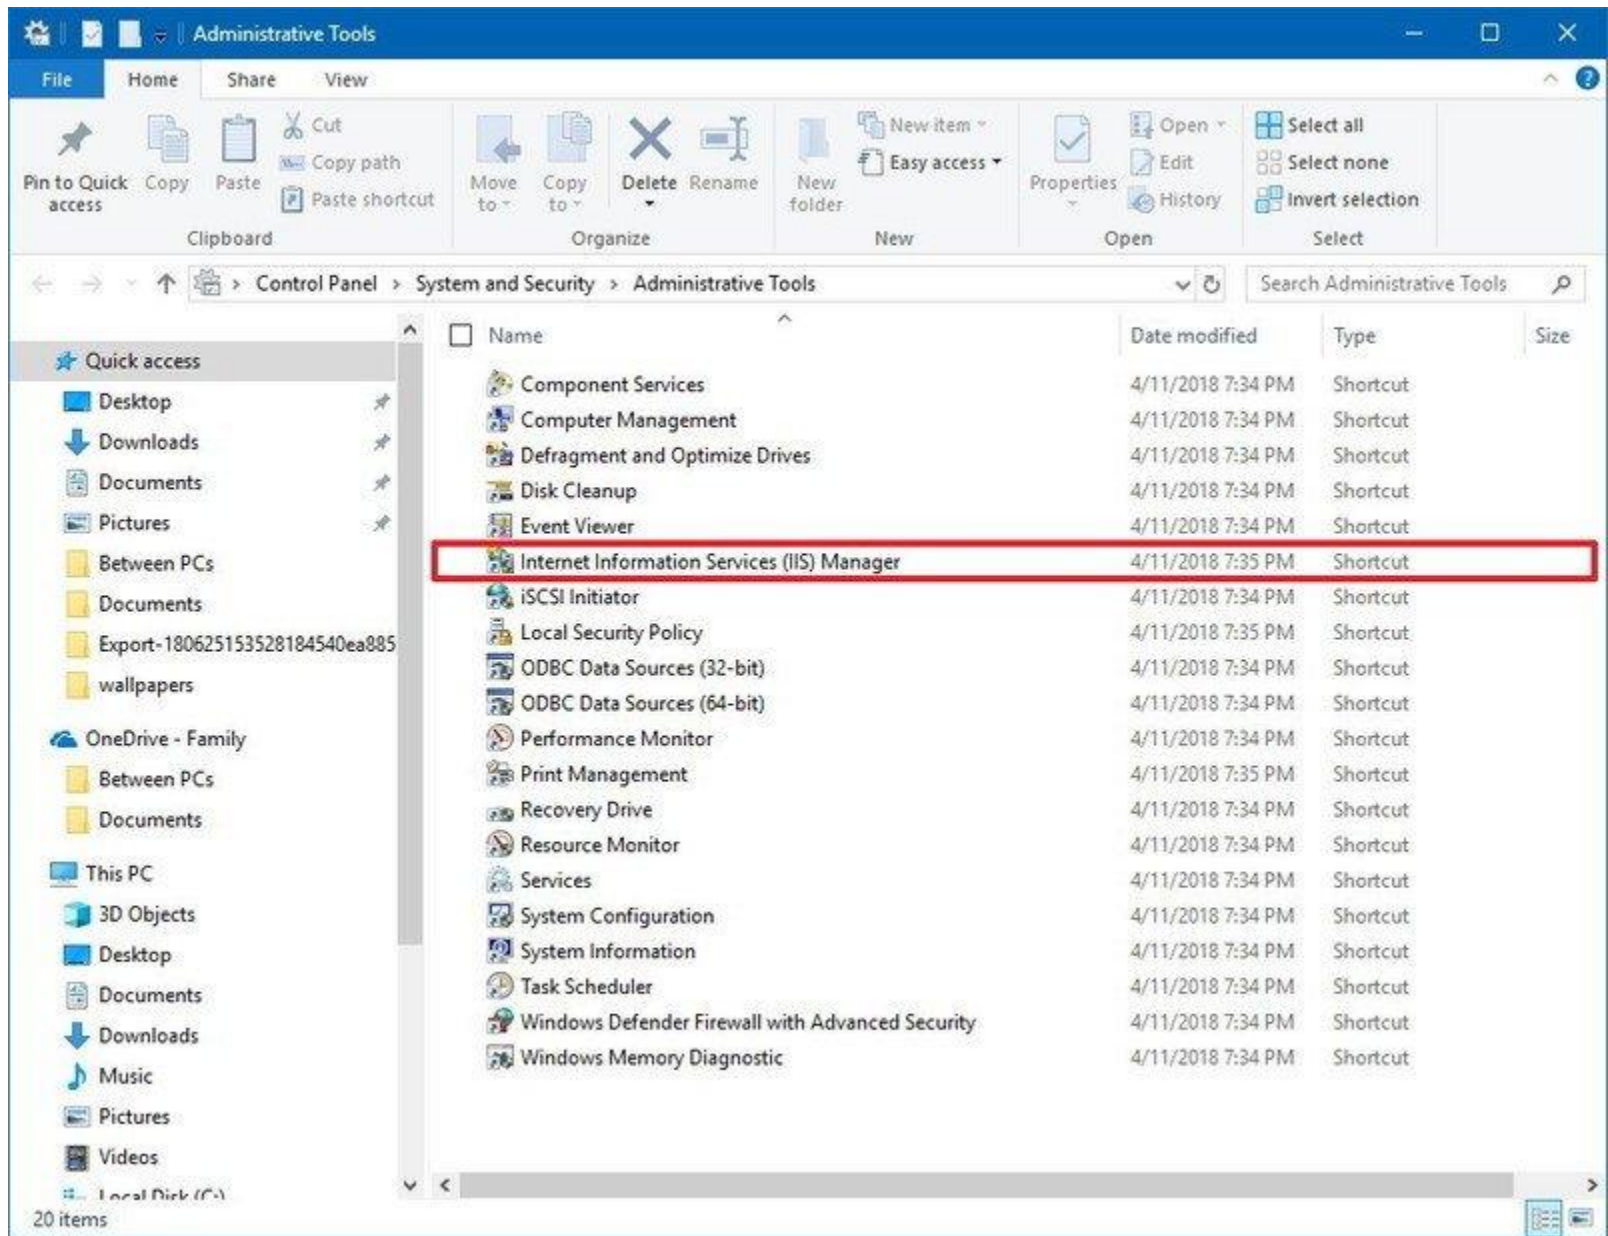 Administrative Tools
File Home Share View
Pin to Quick access
Copy
Paste
Cut
Copy path
Paste shortcut
Clipboard
Move to
Copy to
Delete
Rename
Organize
New folder
New item
Easy access
New
Properties
Open
Edit
History
Open
Select all
Select none
Invert selection
Select
Control Panel > System and Security > Administrative Tools
Search Administrative Tools
Quick access
Desktop
Downloads
Documents
Pictures
Between PCs
Documents
Export-180625153528184540ea885
wallpapers
OneDrive - Family
Between PCs
Documents
This PC
3D Objects
Desktop
Documents
Downloads
Music
Pictures
Videos
Local Disk (C:)
Name Date modified Type Size
Component Services 4/11/2018 7:34 PM Shortcut
Computer Management 4/11/2018 7:34 PM Shortcut
Defragment and Optimize Drives 4/11/2018 7:34 PM Shortcut
Disk Cleanup 4/11/2018 7:34 PM Shortcut
Event Viewer 4/11/2018 7:34 PM Shortcut
Internet Information Services (IIS) Manager 4/11/2018 7:35 PM Shortcut
iSCSI Initiator 4/11/2018 7:34 PM Shortcut
Local Security Policy 4/11/2018 7:35 PM Shortcut
ODBC Data Sources (32-bit) 4/11/2018 7:34 PM Shortcut
ODBC Data Sources (64-bit) 4/11/2018 7:34 PM Shortcut
Performance Monitor 4/11/2018 7:34 PM Shortcut
Print Management 4/11/2018 7:35 PM Shortcut
Recovery Drive 4/11/2018 7:34 PM Shortcut
Resource Monitor 4/11/2018 7:34 PM Shortcut
Services 4/11/2018 7:34 PM Shortcut
System Configuration 4/11/2018 7:34 PM Shortcut
System Information 4/11/2018 7:34 PM Shortcut
Task Scheduler 4/11/2018 7:34 PM Shortcut
Windows Defender Firewall with Advanced Security 4/11/2018 7:34 PM Shortcut
Windows Memory Diagnostic 4/11/2018 7:34 PM Shortcut
20 items